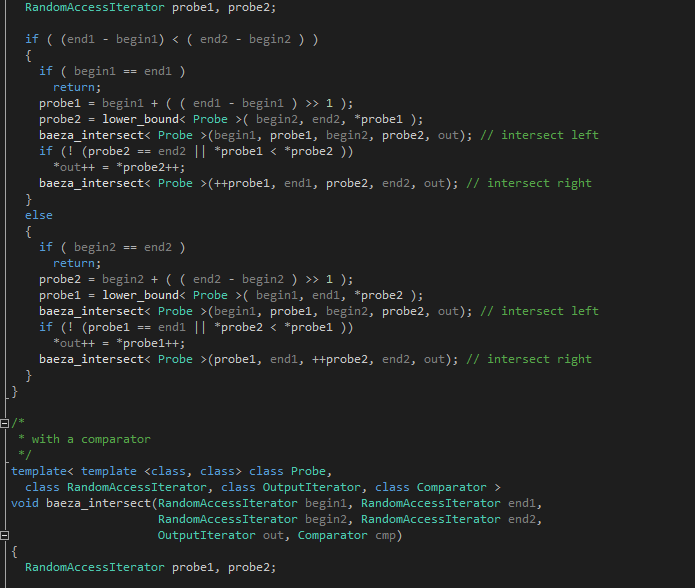 RandomAccessIterator probe1, probe2;
if ( (end1 - begin1) < ( end2 - begin2 ) )
{
if ( begin1 == end1 )
return;
probe1 = begin1 + ( ( end1 - begin1 ) >> 1 );
probe2 = lower_bound< Probe >( begin2, end2, *probe1 );
baeza_intersect< Probe >(begin1, probe1, begin2, probe2, out); // intersect left
if (! (probe2 == end2 || *probe1 < *probe2 ))
*out++ = *probe2++;
baeza_intersect< Probe >(++probe1, end1, probe2, end2, out); // intersect right
}
else
{
if ( begin2 == end2 )
return;
probe2 = begin2 + ( ( end2 - begin2 ) >> 1 );
probe1 = lower_bound< Probe >( begin1, end1, *probe2 );
baeza_intersect< Probe >(begin1, probe1, begin2, probe2, out); // intersect left
if (! (probe1 == end1 || *probe2 < *probe1 ))
*out++ = *probe1++;
baeza_intersect< Probe >(probe1, end1, ++probe2, end2, out); // intersect right
}
}
/*
* with a comparator
*/
template< template <class, class> class Probe,
class RandomAccessIterator, class OutputIterator, class Comparator >
void baeza_intersect(RandomAccessIterator begin1, RandomAccessIterator end1,
RandomAccessIterator begin2, RandomAccessIterator end2,
OutputIterator out, Comparator cmp)
{
RandomAccessIterator probe1, probe2;